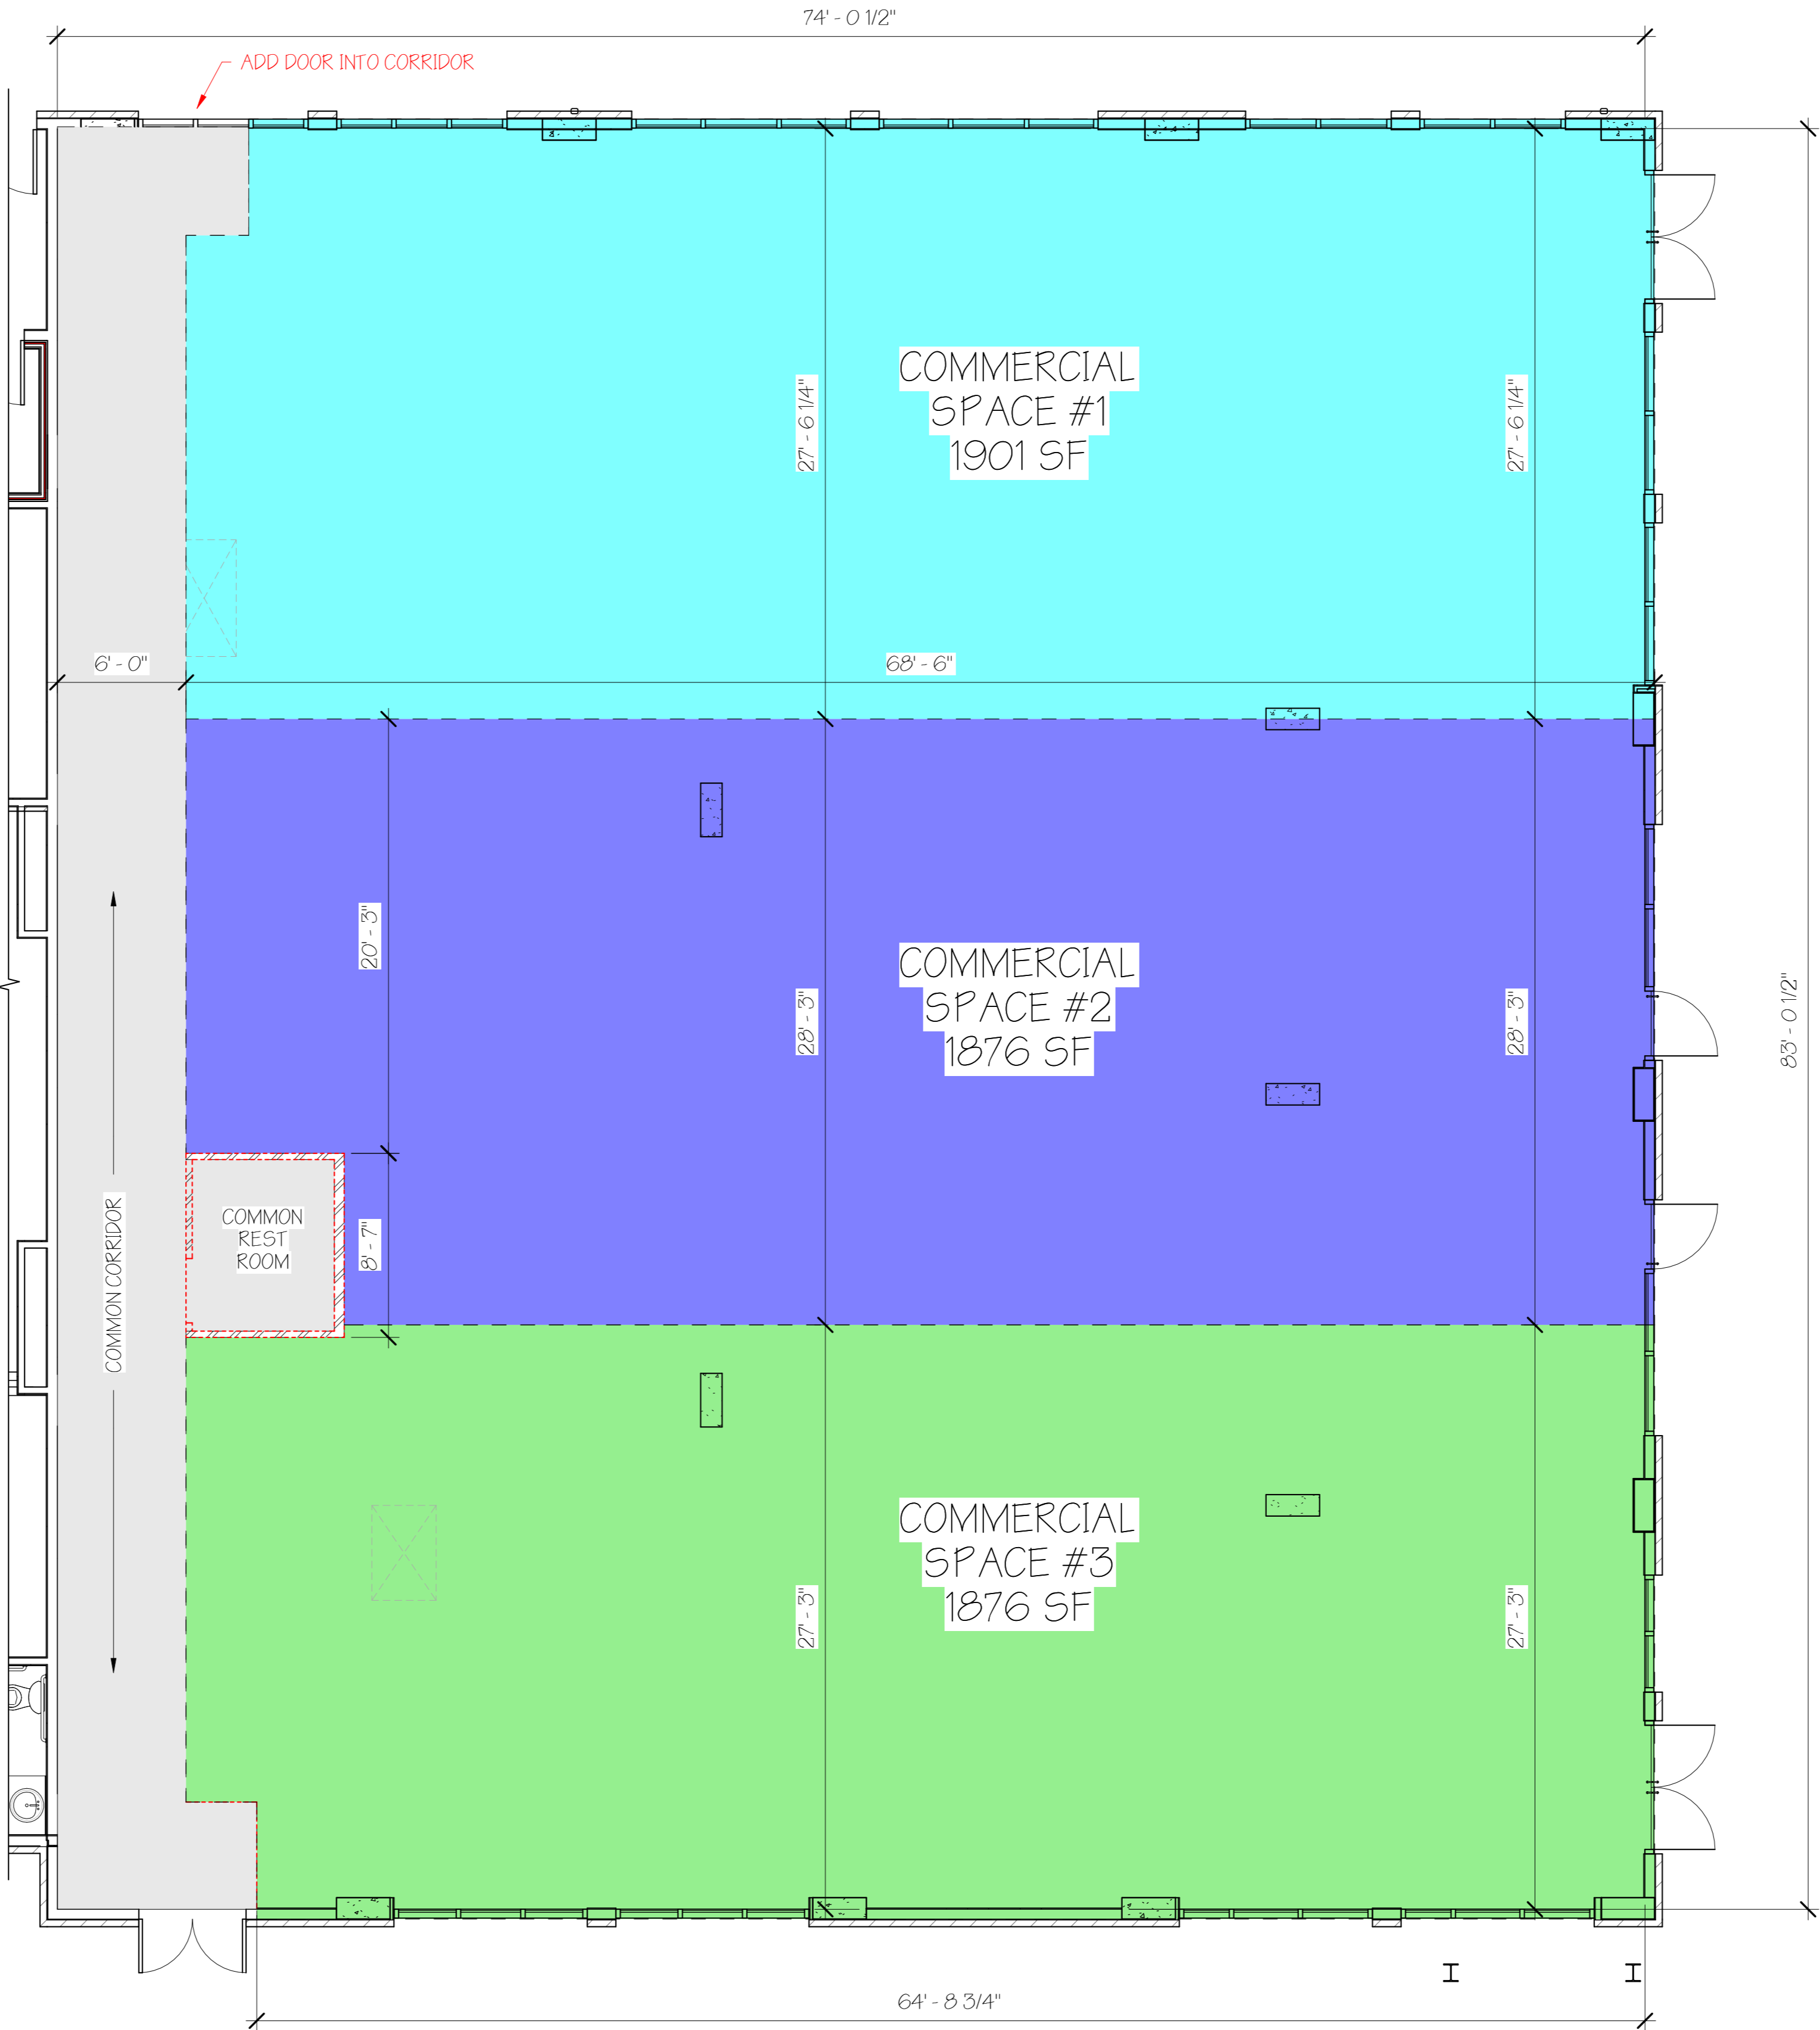 74' - 0 1/2"
ADD DOOR INTO CORRIDOR
COMMERCIAL
SPACE #1
1901 SF
27' - 6 1/4"
27' - 6 1/4"
6' - 0"
68' - 6"
20' - 3"
COMMERCIAL
SPACE #2
1876 SF
28' - 3"
28' - 3"
83' - 0 1/2"
COMMON
REST
ROOM
8' - 7"
COMMON CORRIDOR
COMMERCIAL
SPACE #3
1876 SF
27' - 3"
27' - 3"
64' - 8 3/4"